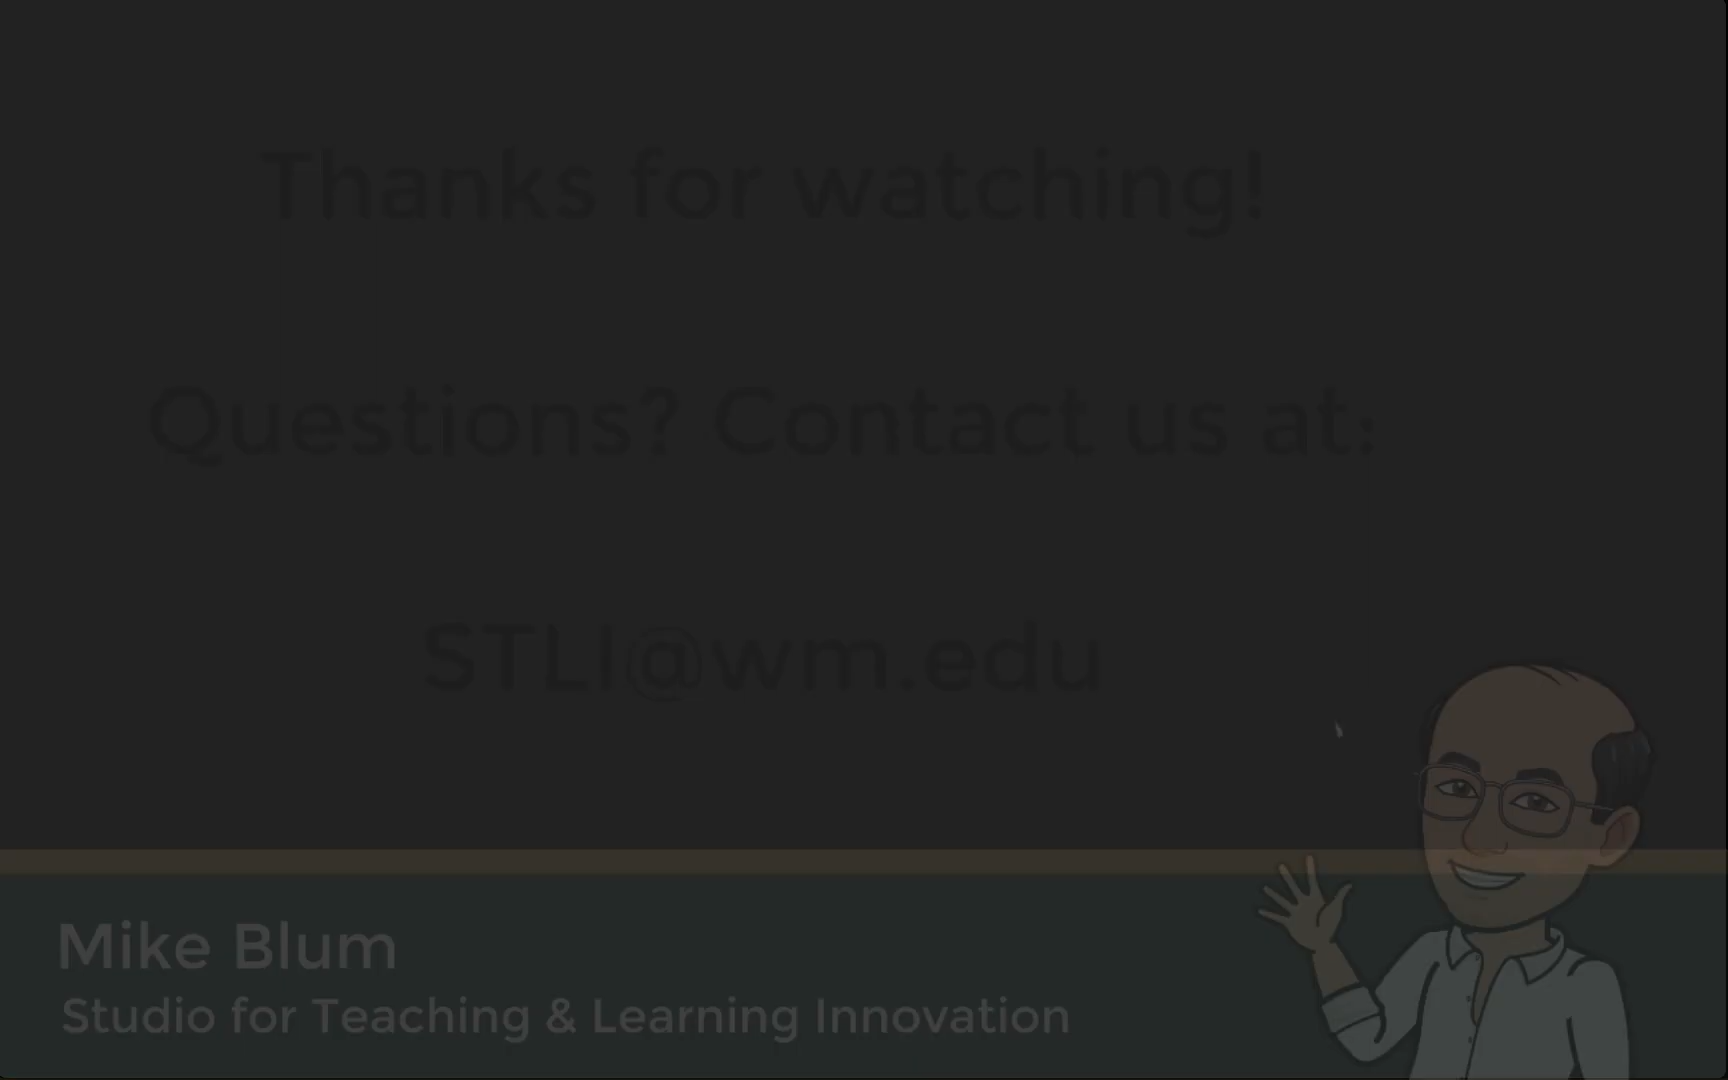 Thanks for watching!
Questions? Contact us at:
STLI@wm.edu
Mike Blum
Studio for Teaching & Learning Innovation